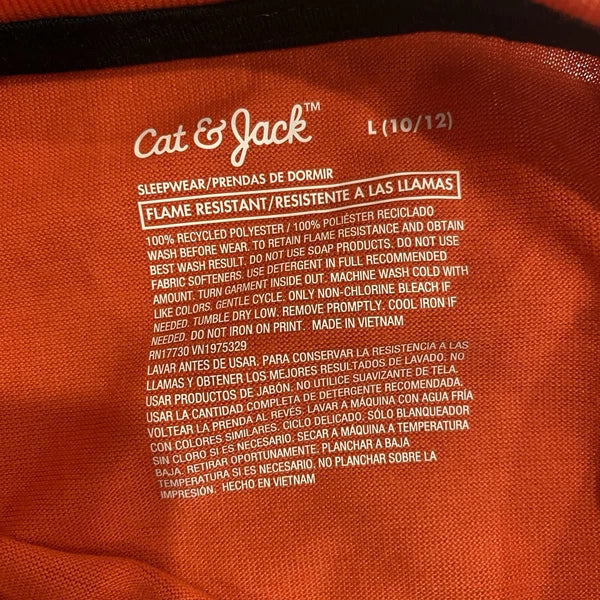 Cat & Jack™
L (10/12)
SLEEPWEAR/PRENDAS DE DORMIR
FLAME RESISTANT/RESISTENTE A LAS LLAMAS
100% RECYCLED POLYESTER / 100% POLIÉSTER RECICLADO
WASH BEFORE WEAR. TO RETAIN FLAME RESISTANCE AND OBTAIN
BEST WASH RESULT. DO NOT USE SOAP PRODUCTS. DO NOT USE
FABRIC SOFTENERS. USE DETERGENT IN FULL RECOMMENDED
AMOUNT. TURN GARMENT INSIDE OUT. MACHINE WASH COLD WITH
LIKE COLORS. GENTLE CYCLE. ONLY NON-CHLORINE BLEACH IF
NEEDED. TUMBLE DRY LOW. REMOVE PROMPTLY. COOL IRON IF
NEEDED. DO NOT IRON ON PRINT. MADE IN VIETNAM
RN17730 VN1975329
LAVAR ANTES DE USAR. PARA CONSERVAR LA RESISTENCIA A LAS
LLAMAS Y OBTENER LOS MEJORES RESULTADOS DE LAVADO. NO
USAR PRODUCTOS DE JABÓN. NO UTILICE SUAVIZANTE DE TELA.
USAR LA CANTIDAD COMPLETA DE DETERGENTE RECOMENDADA.
VOLTEAR LA PRENDA AL REVÉS. LAVAR A MÁQUINA CON AGUA FRÍA
CON COLORES SIMILARES. CICLO DELICADO. SÓLO BLANQUEADOR
SIN CLORO SI ES NECESARIO. SECAR A MÁQUINA A TEMPERATURA
BAJA. RETIRAR OPORTUNAMENTE. PLANCHAR A BAJA
TEMPERATURA SI ES NECESARIO. NO PLANCHAR SOBRE LA
IMPRESIÓN. HECHO EN VIETNAM